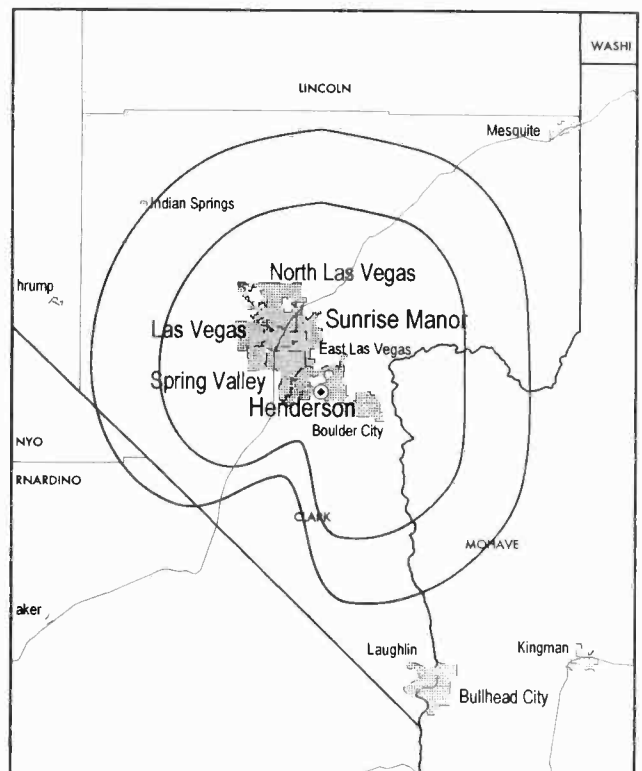 WASHI
LINCOLN
Mesquite
Indian Springs
North Las Vegas
hrump
Las Vegas
Sunrise Manor
East Las Vegas
Spring Valley
Henderson
Boulder City
NYO
RNARDINO
CLARK
MOHAVE
aker
Laughlin
Kingman
Bullhead City